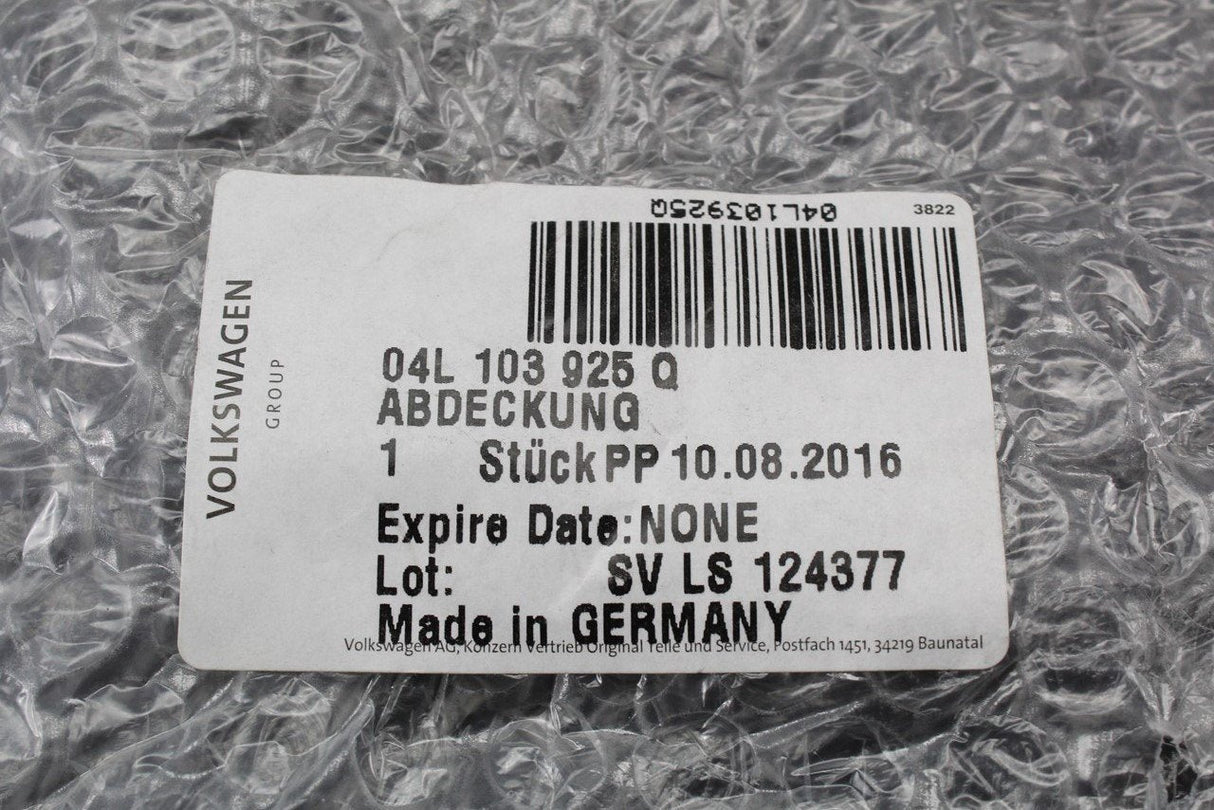 04L103925Q
3822
VOLKSWAGEN
GROUP
04L 103 925 Q
ABDECKUNG
1 Stück PP 10.08.2016
Expire Date:NONE
Lot: SV LS 124377
Made in GERMANY
Volkswagen AG, Konzern Vertrieb Original Teile und Service, Postfach 1451, 34219 Baunatal